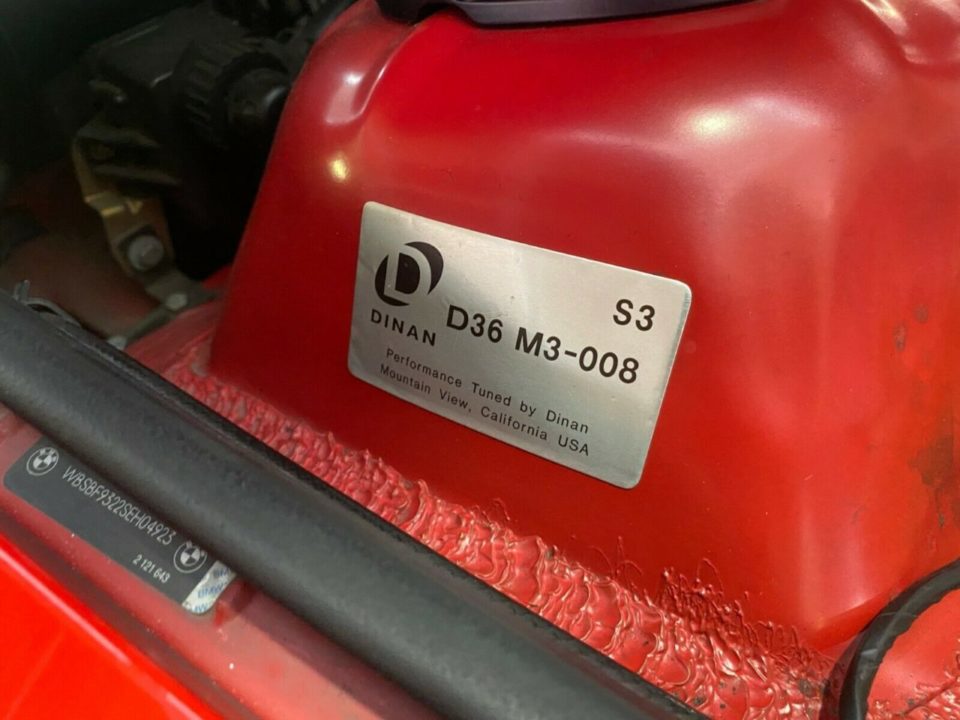 S3
D36 M3-008
DINAN
Performance Tuned by Dinan
Mountain View, California USA
WBSBF9322SEH04923
2 121 643